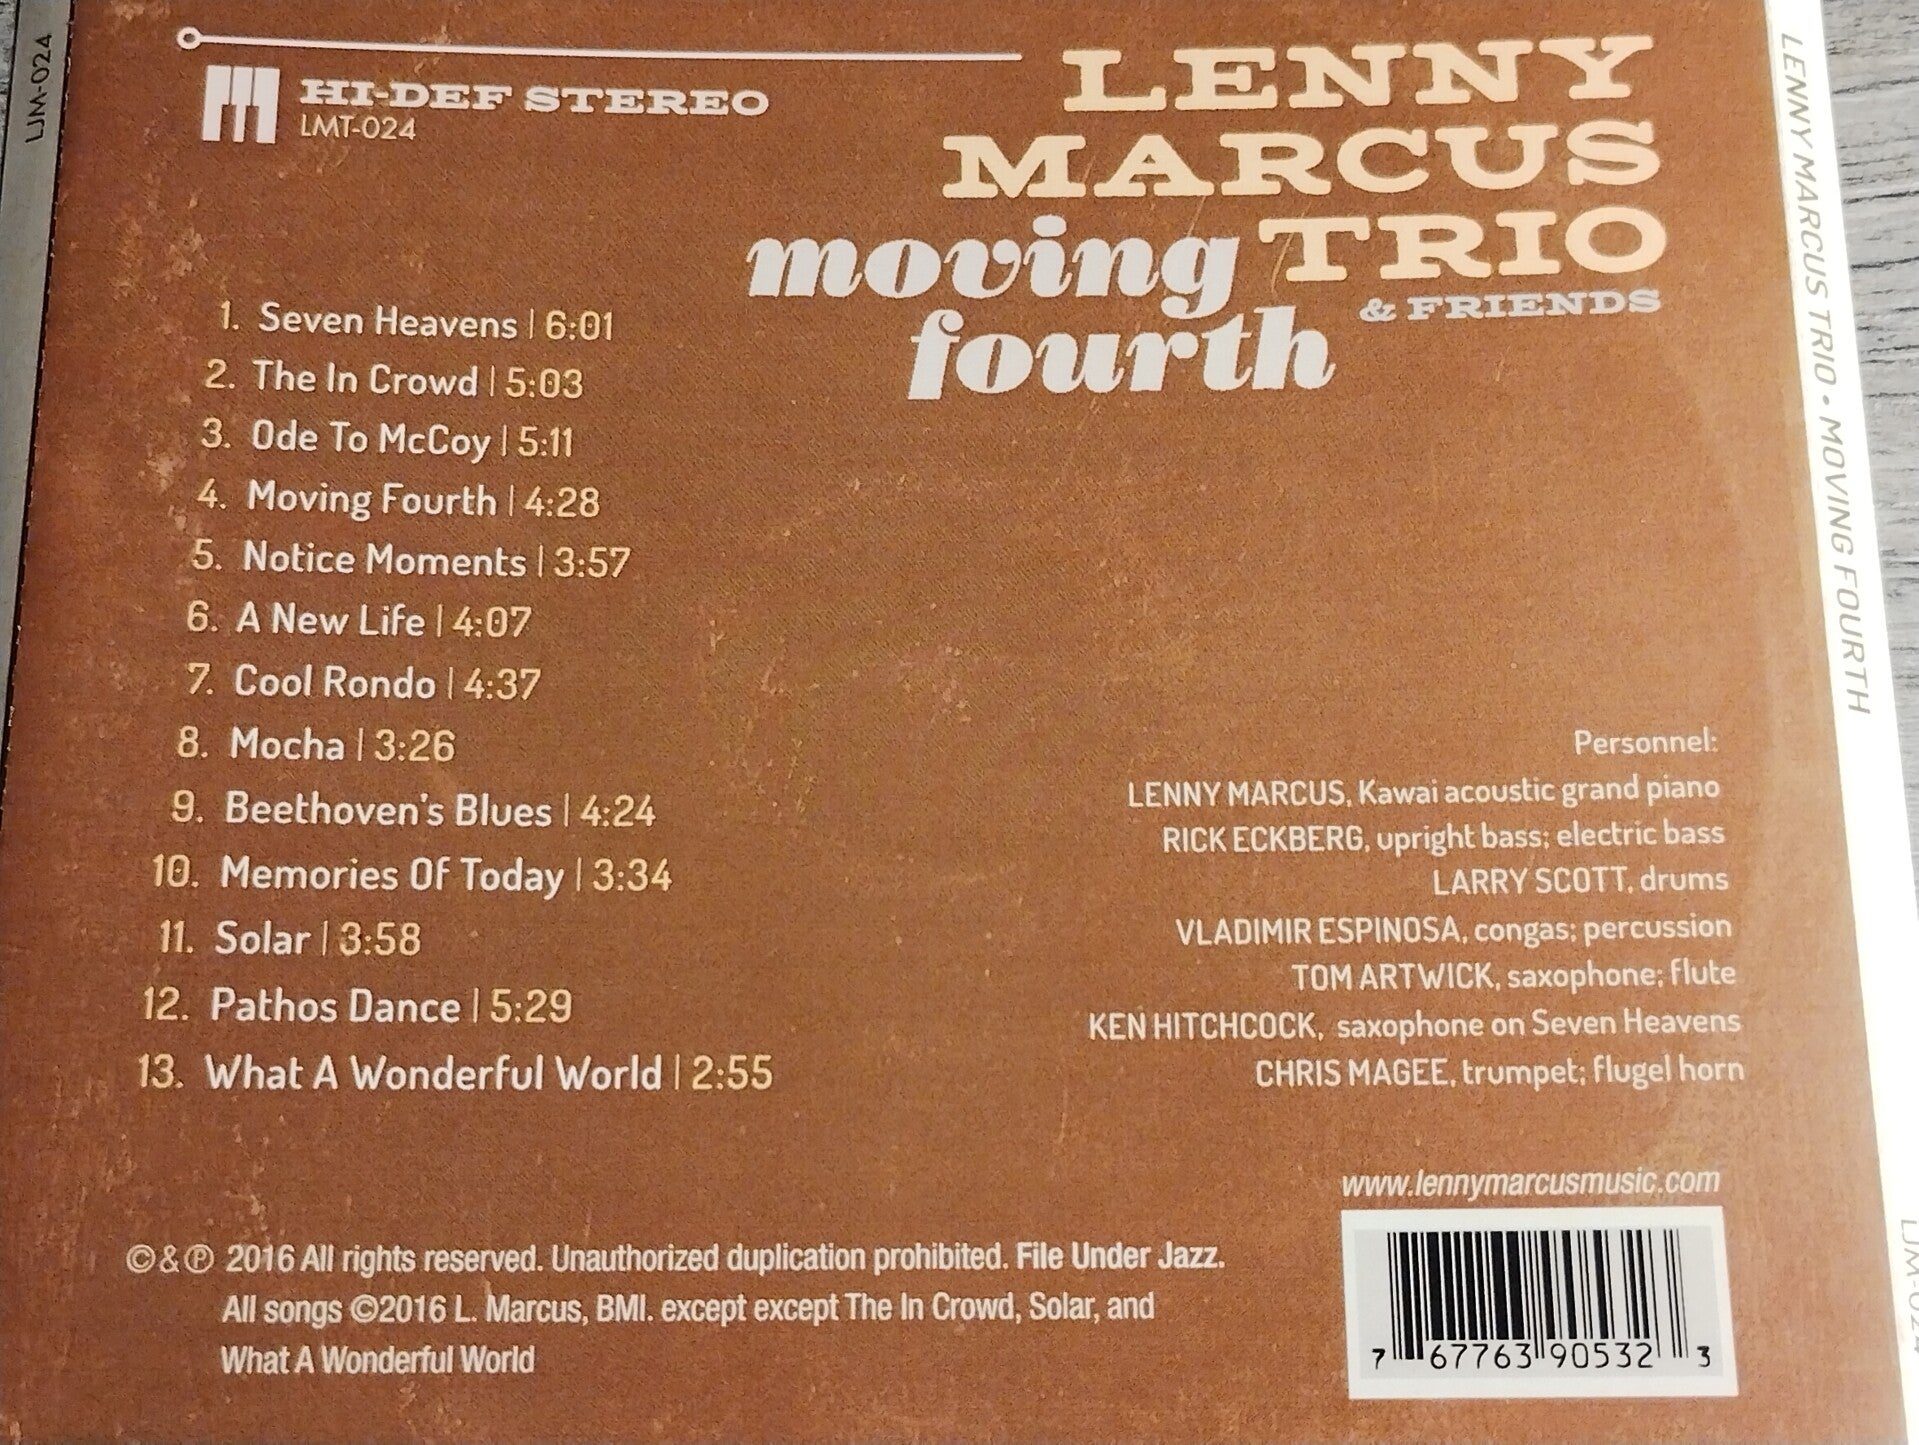 LJM-024
HI-DEF STEREO
LMT-024
LENNY
MARCUS
TRIO
& FRIENDS
moving
fourth
1. Seven Heavens | 6:01
2. The In Crowd | 5:03
3. Ode To McCoy | 5:11
4. Moving Fourth | 4:28
5. Notice Moments | 3:57
6. A New Life | 4:07
7. Cool Rondo | 4:37
8. Mocha | 3:26
9. Beethoven's Blues | 4:24
10. Memories Of Today | 3:34
11. Solar | 3:58
12. Pathos Dance | 5:29
13. What A Wonderful World | 2:55
Personnel:
LENNY MARCUS, Kawai acoustic grand piano
RICK ECKBERG, upright bass; electric bass
LARRY SCOTT, drums
VLADIMIR ESPINOSA, congas; percussion
TOM ARTWICK, saxophone; flute
KEN HITCHCOCK, saxophone on Seven Heavens
CHRIS MAGEE, trumpet; flugel horn
www.lennymarcusmusic.com
© & ℗ 2016 All rights reserved. Unauthorized duplication prohibited. File Under Jazz.
All songs ©2016 L. Marcus, BMI. except except The In Crowd, Solar, and
What A Wonderful World
7 67763 90532 3
LENNY MARCUS TRIO • MOVING FOURTH
LJM-024